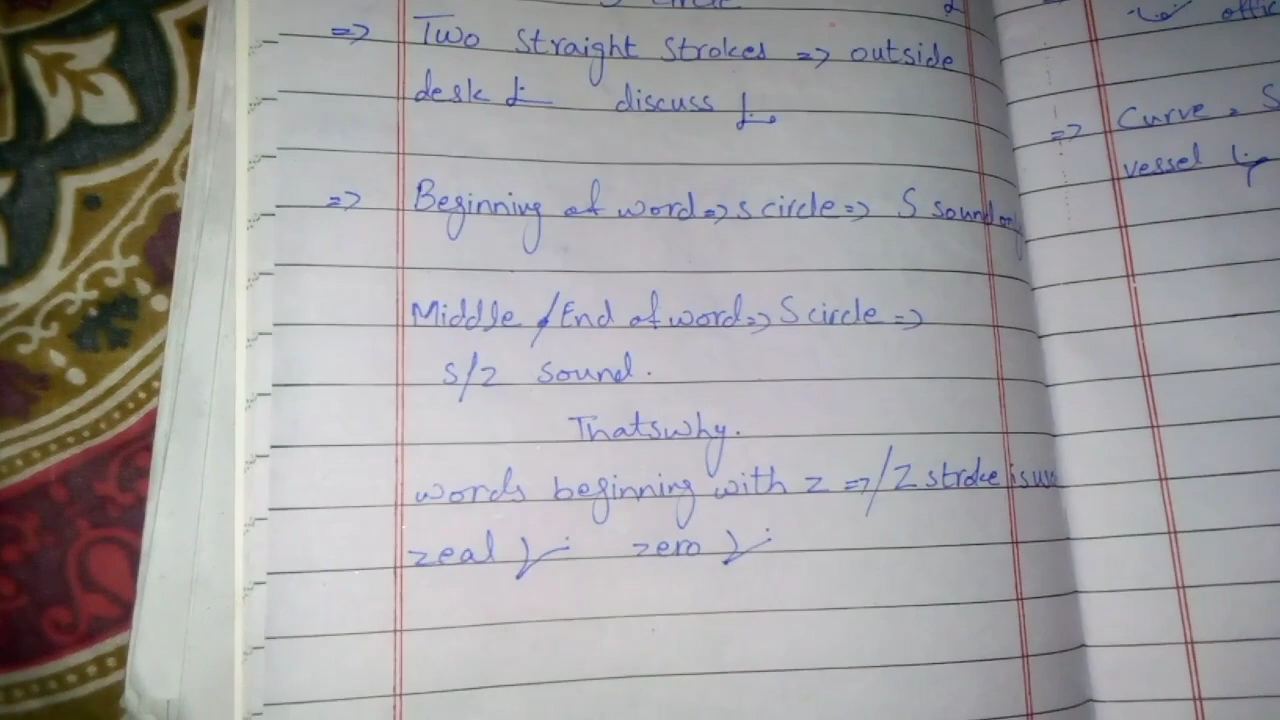 => Two straight strokes => outside
desk discuss
=> Beginning of word => s circle => S sound only
Middle / End of word => S circle =>
s/z sound.
Thatswhy.
words beginning with z => / Z stroke is
zeal zero
=> Curve
vessel